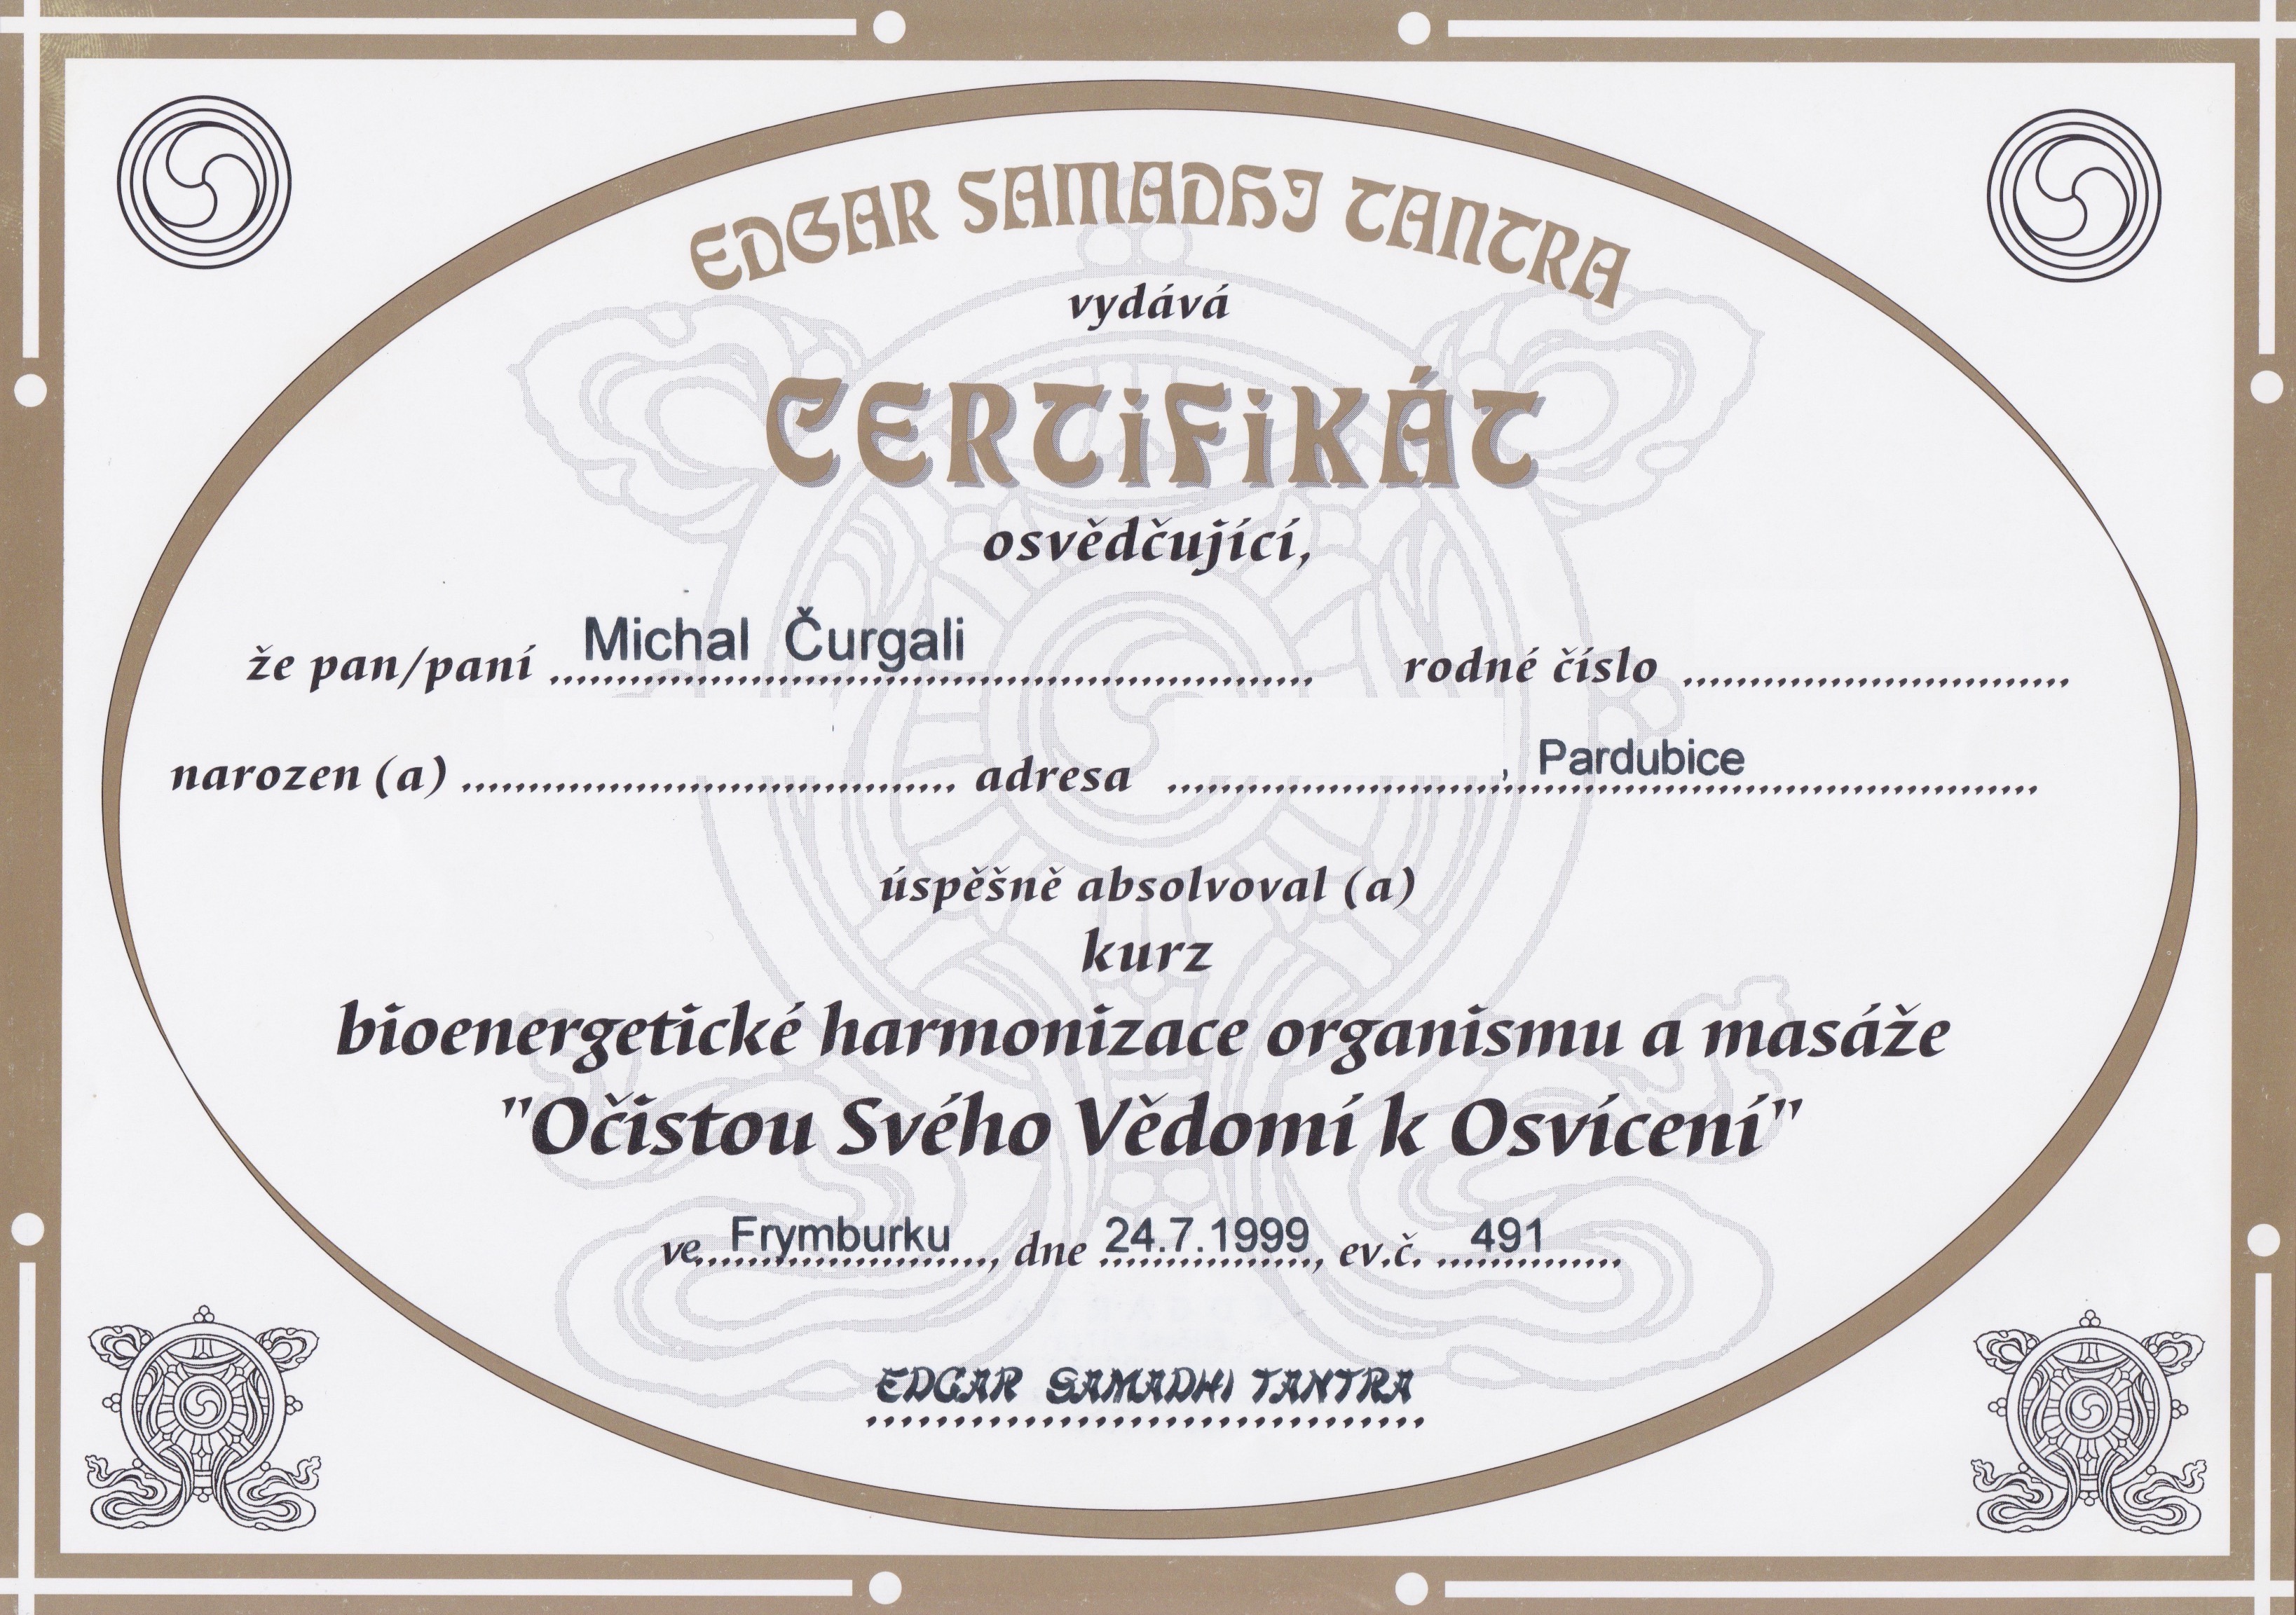 EDGAR SAMADHI TANTRA
vydává
CERTiFiKÁT
osvědčující,
že pan/paní Michal Čurgali rodné číslo
narozen (a) adresa , Pardubice
úspěšně absolvoval (a)
kurz
bioenergetické harmonizace organismu a masáže
"Očistou Svého Vědomí k Osvícení"
ve Frymburku, dne 24.7.1999, ev.č. 491
EDGAR SAMADHI TANTRA